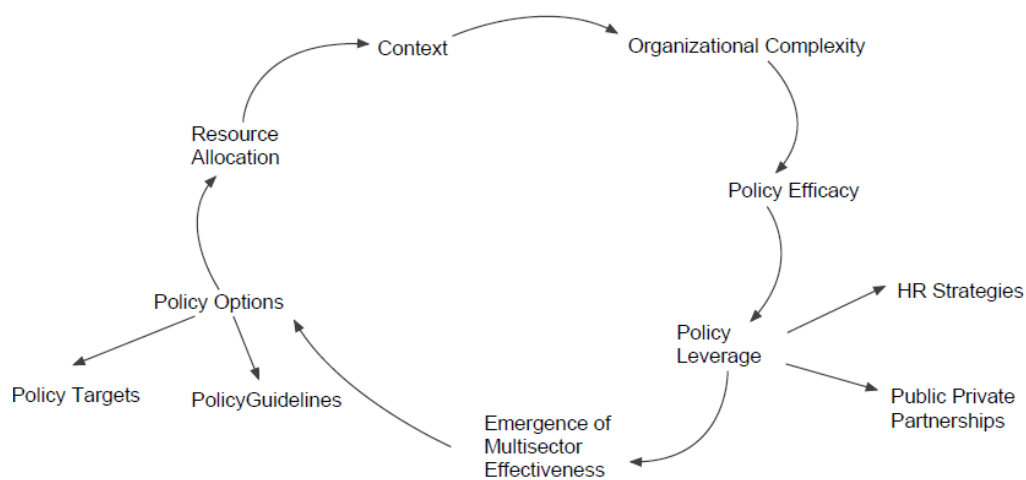 Context
Organizational Complexity
Resource
Allocation
Policy Efficacy
HR Strategies
Policy Options
Policy
Leverage
Policy Targets
PolicyGuidelines
Public Private
Partnerships
Emergence of
Multisector
Effectiveness